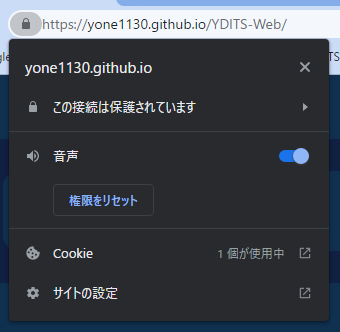 https://yone1130.github.io/YDITS-Web/
yone1130.github.io
この接続は保護されています
音声
権限をリセット
Cookie
1 個が使用中
サイトの設定